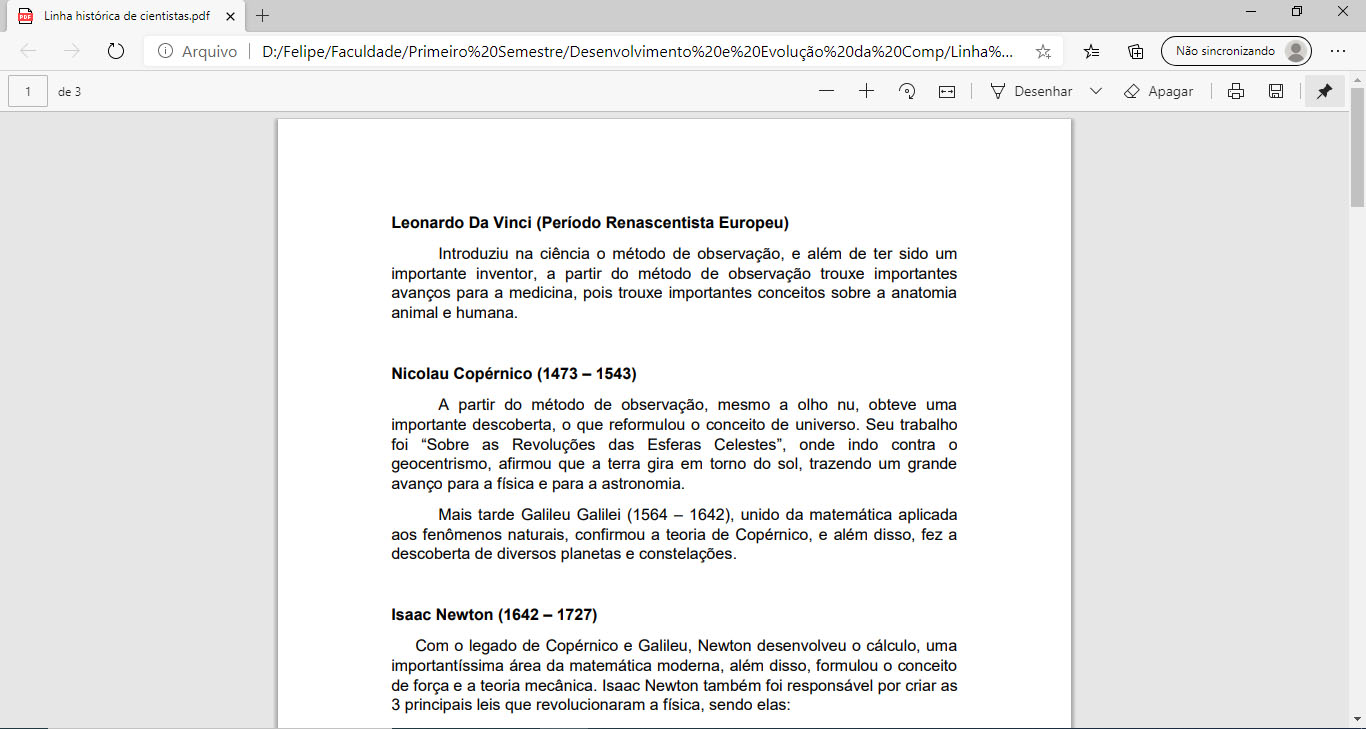 Linha histórica de cientistas.pdf
Arquivo D:/Felipe/Faculdade/Primeiro%20Semestre/Desenvolvimento%20e%20Evolução%20da%20Comp/Linha%... Não sincronizando
1 de 3 Desenhar Apagar
Leonardo Da Vinci (Período Renascentista Europeu)
Introduziu na ciência o método de observação, e além de ter sido um
importante inventor, a partir do método de observação trouxe importantes
avanços para a medicina, pois trouxe importantes conceitos sobre a anatomia
animal e humana.
Nicolau Copérnico (1473 – 1543)
A partir do método de observação, mesmo a olho nu, obteve uma
importante descoberta, o que reformulou o conceito de universo. Seu trabalho
foi “Sobre as Revoluções das Esferas Celestes”, onde indo contra o
geocentrismo, afirmou que a terra gira em torno do sol, trazendo um grande
avanço para a física e para a astronomia.
Mais tarde Galileu Galilei (1564 – 1642), unido da matemática aplicada
aos fenômenos naturais, confirmou a teoria de Copérnico, e além disso, fez a
descoberta de diversos planetas e constelações.
Isaac Newton (1642 – 1727)
Com o legado de Copérnico e Galileu, Newton desenvolveu o cálculo, uma
importantíssima área da matemática moderna, além disso, formulou o conceito
de força e a teoria mecânica. Isaac Newton também foi responsável por criar as
3 principais leis que revolucionaram a física, sendo elas: